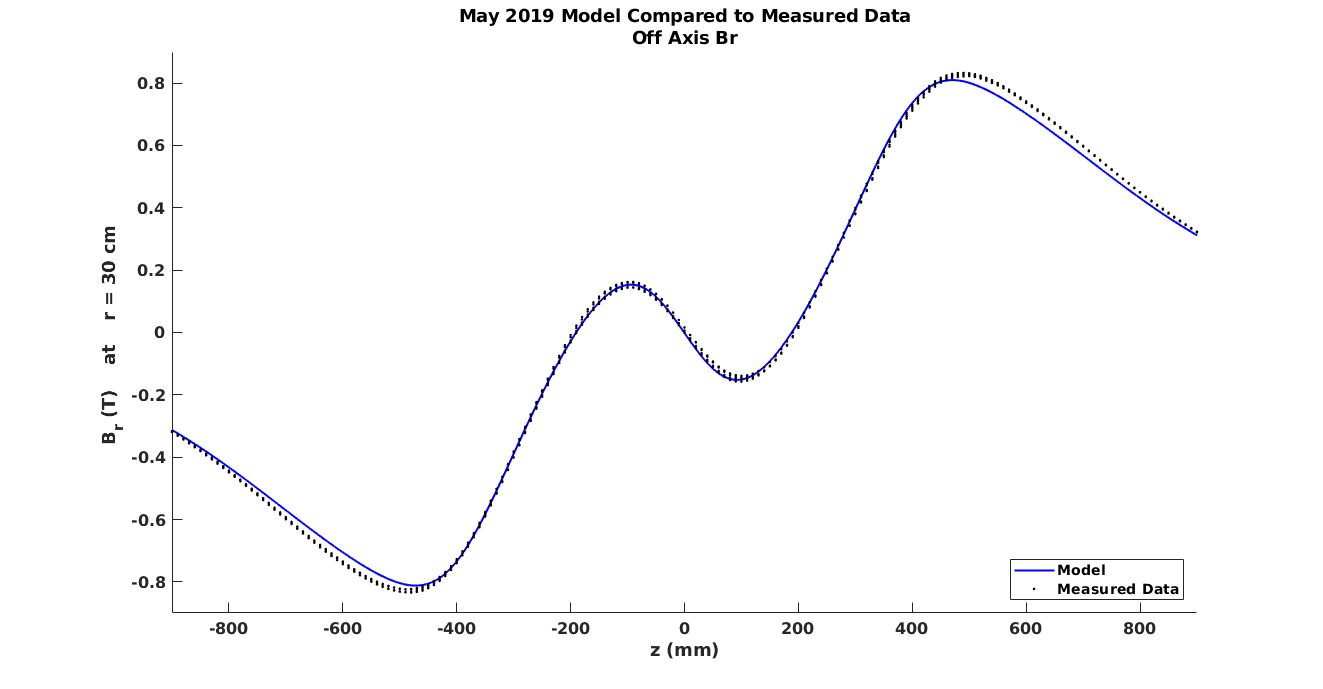 May 2019 Model Compared to Measured Data
Off Axis Br
B_r (T) at r = 30 cm
0.8
0.6
0.4
0.2
0
-0.2
-0.4
-0.6
-0.8
Model
Measured Data
-800 -600 -400 -200 0 200 400 600 800
z (mm)